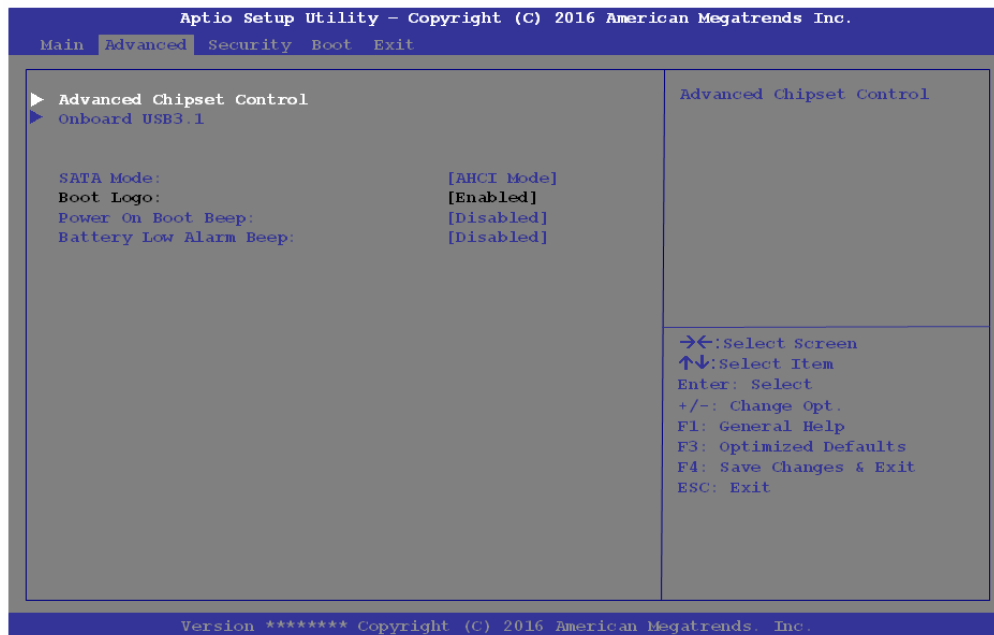 Aptio Setup Utility – Copyright (C) 2016 American Megatrends Inc.
Main Advanced Security Boot Exit
Advanced Chipset Control
Onboard USB3.1
SATA Mode: [AHCI Mode]
Boot Logo: [Enabled]
Power On Boot Beep: [Disabled]
Battery Low Alarm Beep: [Disabled]
Advanced Chipset Control
→←:Select Screen
↑↓:Select Item
Enter: Select
+/-: Change Opt.
F1: General Help
F3: Optimized Defaults
F4: Save Changes & Exit
ESC: Exit
Version ******** Copyright (C) 2016 American Megatrends. Inc.